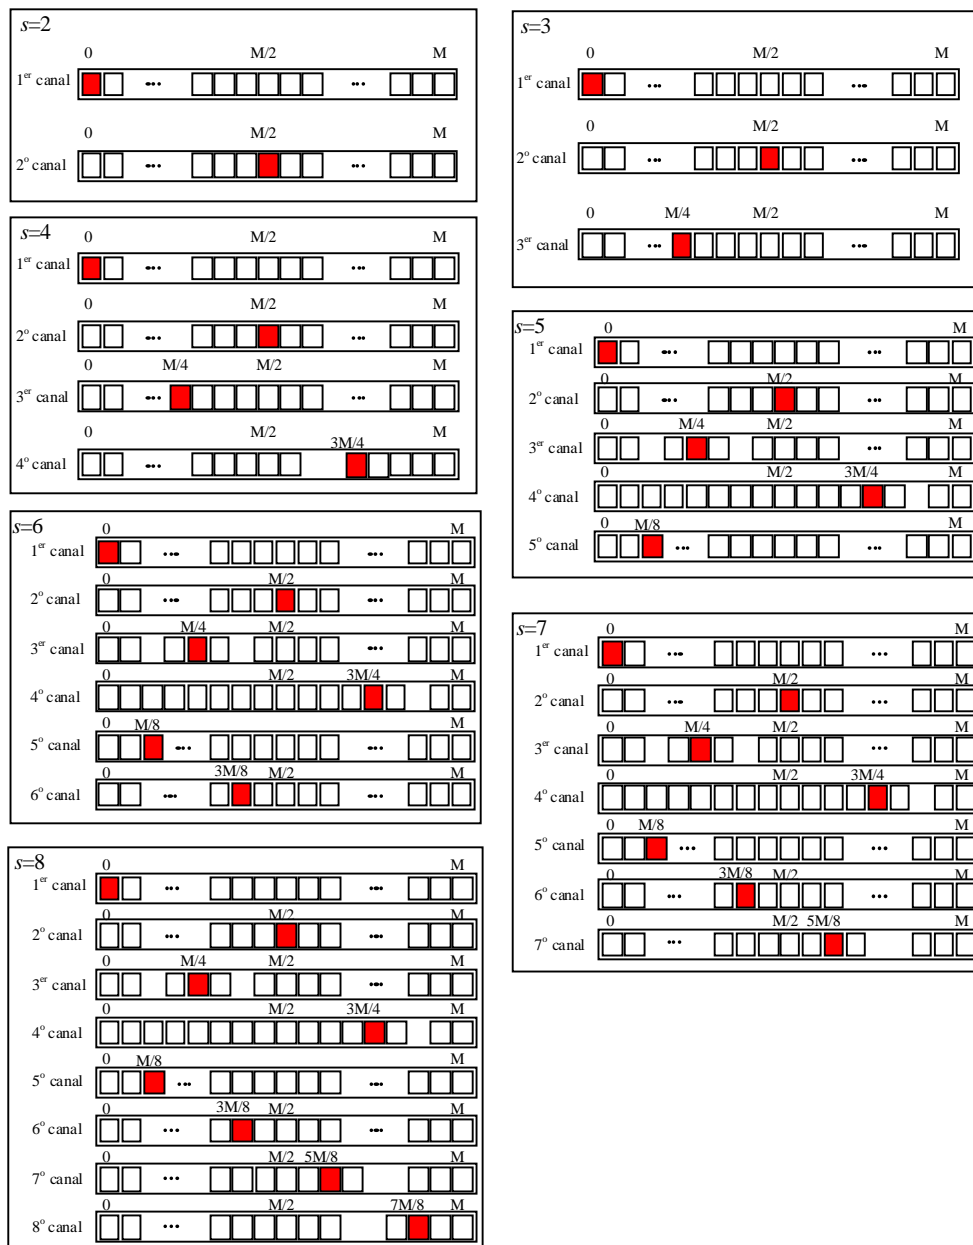 s=2
0 M/2 M
1er canal ...
0 M/2 M
2º canal ...
s=3
0 M/2 M
1er canal ... ...
0 M/2 M
2º canal ... ...
0 M/4 M/2 M
3er canal ... ...
s=4
0 M/2 M
1er canal ... ...
0 M/2 M
2º canal ... ...
0 M/4 M/2 M
3er canal ... ...
0 M/2 3M/4 M
4º canal ...
s=5
0 M
1er canal ... ...
0 M/2 M
2º canal ... ...
0 M/4 M/2 M
3er canal ...
0 M/2 3M/4 M
4º canal
0 M/8 M
5º canal ... ...
s=6
0 M
1er canal ... ...
0 M/2 M
2º canal ... ...
0 M/4 M/2 M
3er canal ...
0 3M/4 M
4º canal
0 M/8 M
5º canal ... ...
0 3M/8 M/2 M
6º canal ... ...
s=7
0 M
1er canal ... ...
0 M/2 M
2º canal ... ...
0 M/4 M/2 M
3er canal ...
0 M/2 3M/4 M
4º canal
0 M/8 M
5º canal ... ...
0 3M/8 M/2 M
6º canal ... ...
0 M/2 5M/8 M
7º canal ...
s=8
0 M
1er canal ... ...
0 M/2 M
2º canal ... ...
0 M/4 M/2 M
3er canal ...
0 M/2 3M/4 M
4º canal
0 M/8 M
5º canal ... ...
0 3M/8 M/2 M
6º canal ... ...
0 M/2 5M/8 M
7º canal ...
0 7M/8 M
8º canal ...